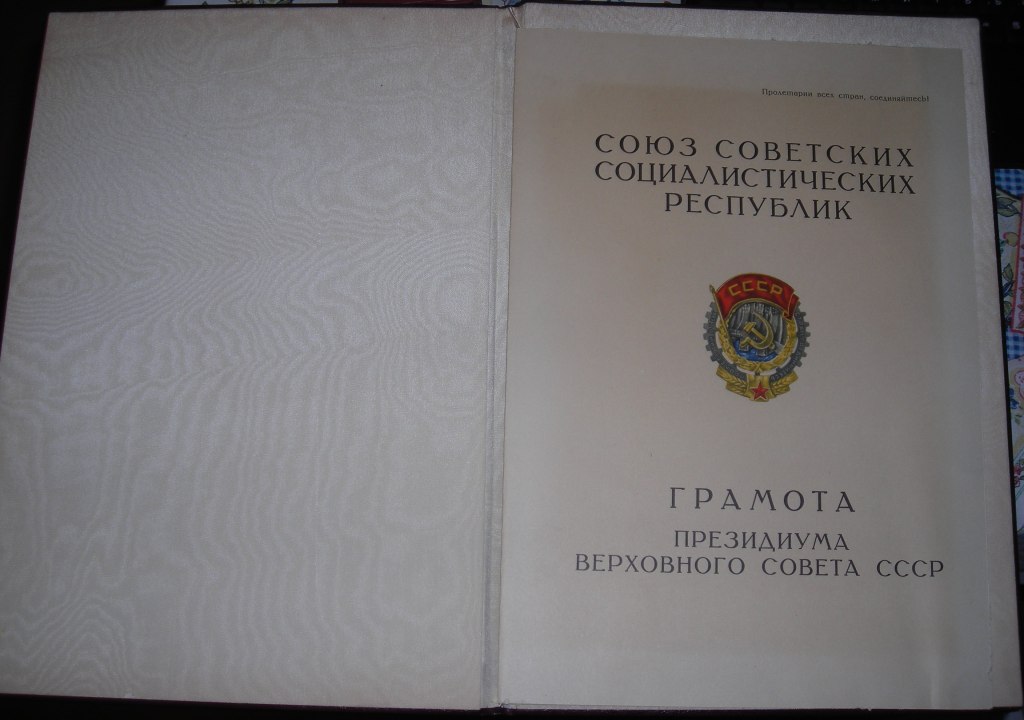 Пролетарии всех стран, соединяйтесь!
СОЮЗ СОВЕТСКИХ
СОЦИАЛИСТИЧЕСКИХ
РЕСПУБЛИК
СССР
ГРАМОТА
ПРЕЗИДИУМА
ВЕРХОВНОГО СОВЕТА СССР